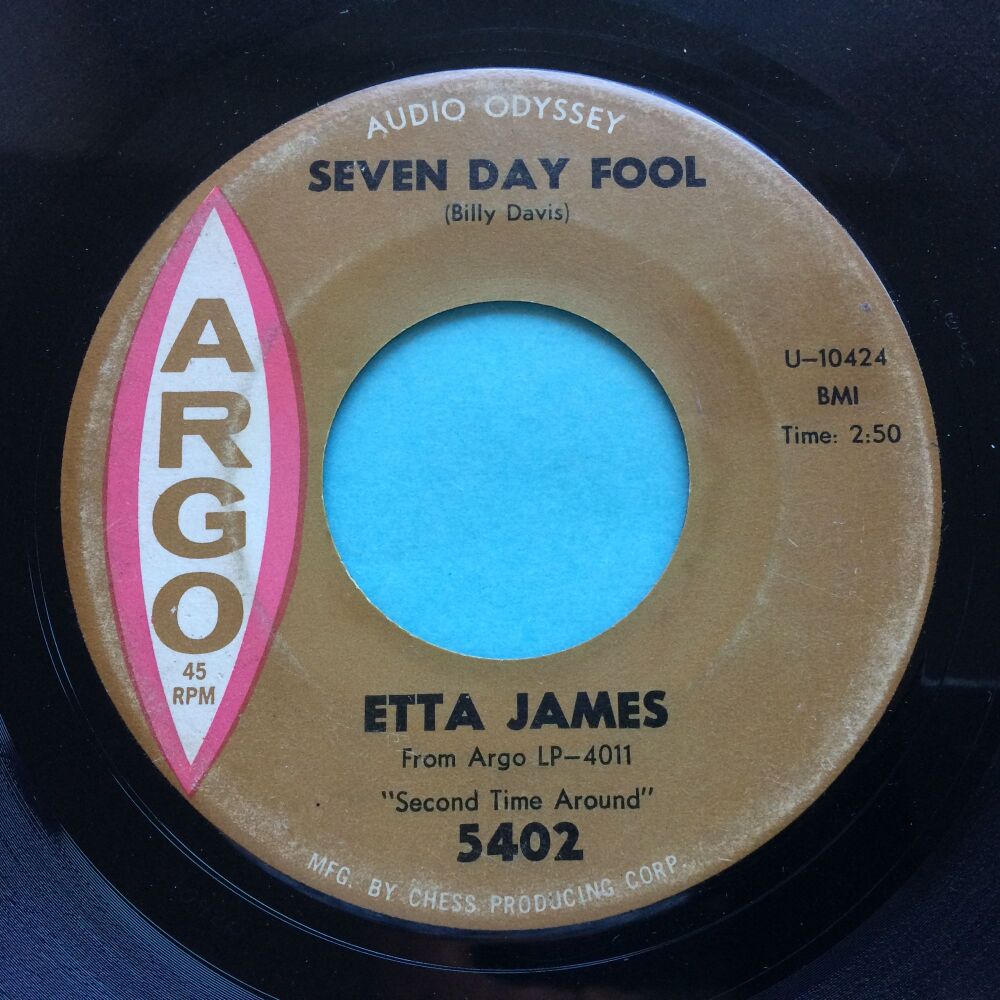 AUDIO ODYSSEY
SEVEN DAY FOOL
(Billy Davis)
ARGO
45
RPM
U-10424
BMI
Time: 2:50
ETTA JAMES
From Argo LP-4011
"Second Time Around"
5402
MFG. BY CHESS PRODUCING CORP.